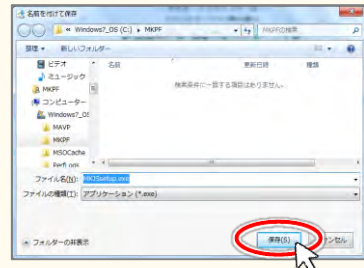 名前を付けて保存
Windows7_OS (C:) ▸ MKPF
MKPFの検索
整理 ▾ 新しいフォルダー
ビデオ
ミュージック
MKPF
コンピューター
Windows7_OS
MAVP
MKPF
MSOCache
PerfLogs
名前 更新日時 種類
検索条件に一致する項目はありません。
ファイル名(N): MKISsetup.exe
ファイルの種類(T): アプリケーション (*.exe)
フォルダーの非表示
保存(S)